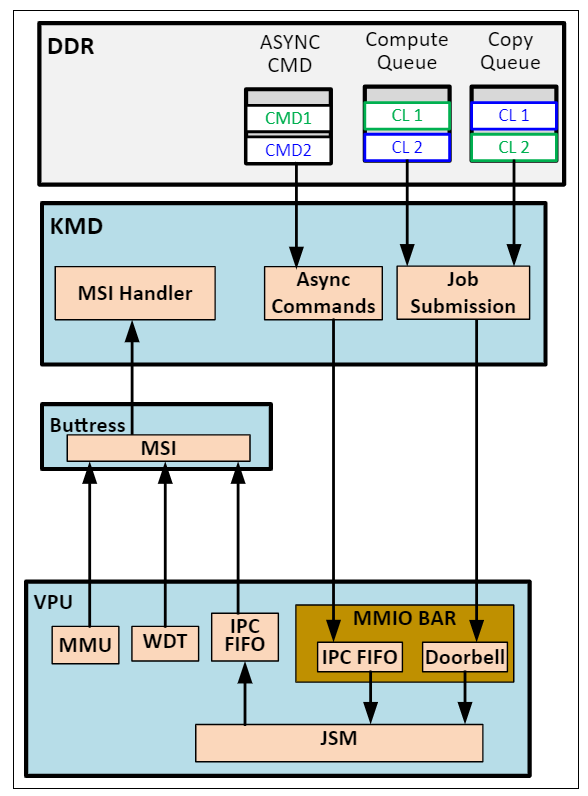 DDR
ASYNC
CMD
Compute
Queue
Copy
Queue
CMD1
CMD2
CL 1
CL 2
CL 1
CL 2
KMD
MSI Handler
Async
Commands
Job
Submission
Buttress
MSI
VPU
MMU
WDT
IPC
FIFO
MMIO BAR
IPC FIFO
Doorbell
JSM